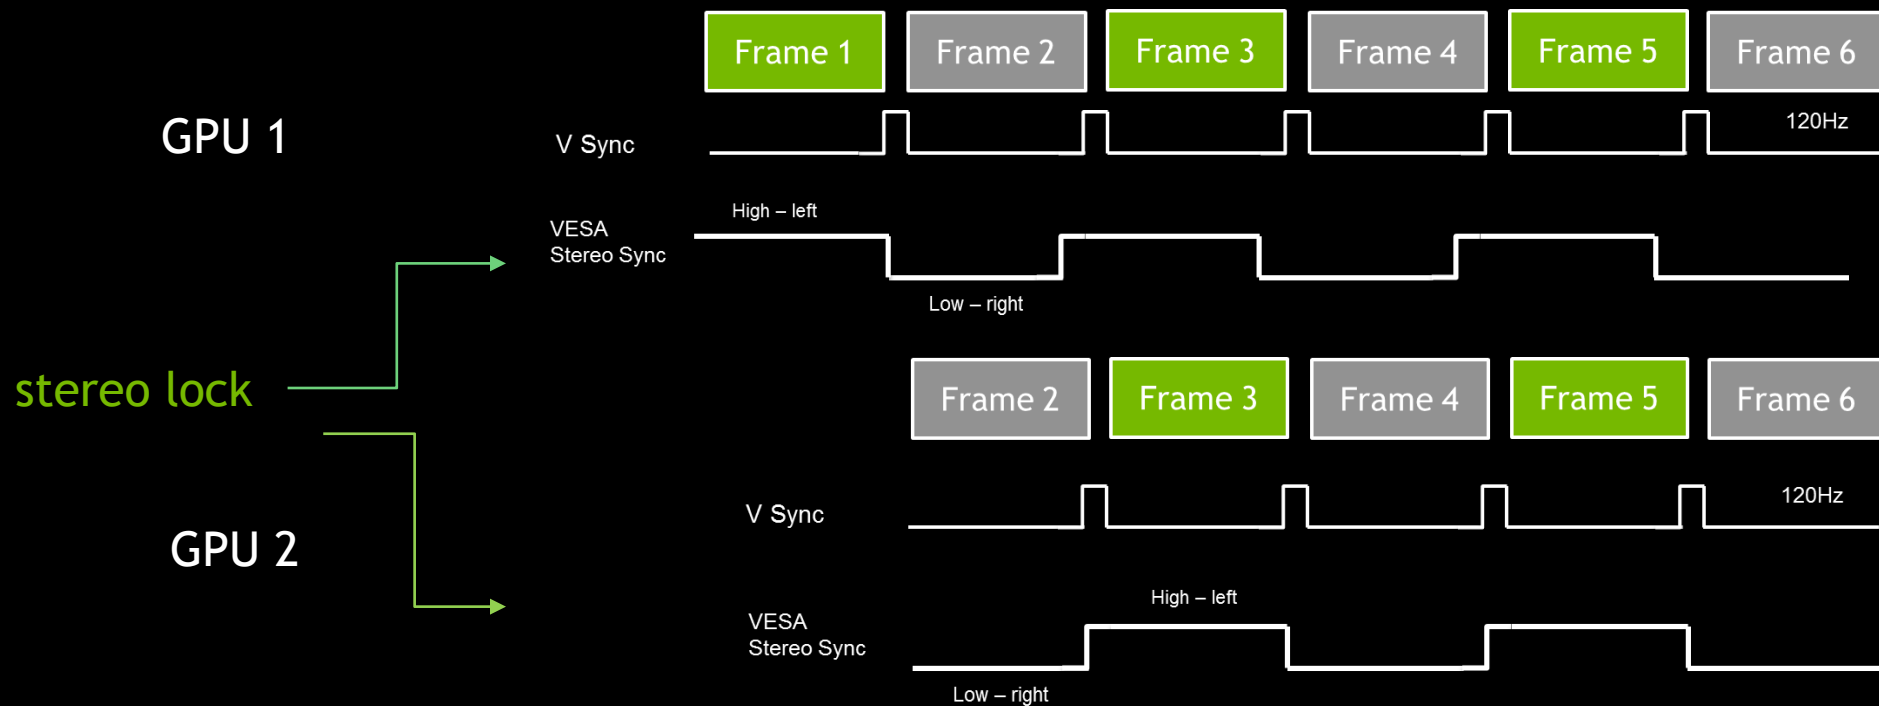 Frame 1
Frame 2
Frame 3
Frame 4
Frame 5
Frame 6
GPU 1
V Sync
120Hz
High – left
VESA
Stereo Sync
Low – right
stereo lock
Frame 2
Frame 3
Frame 4
Frame 5
Frame 6
GPU 2
V Sync
120Hz
High – left
VESA
Stereo Sync
Low – right